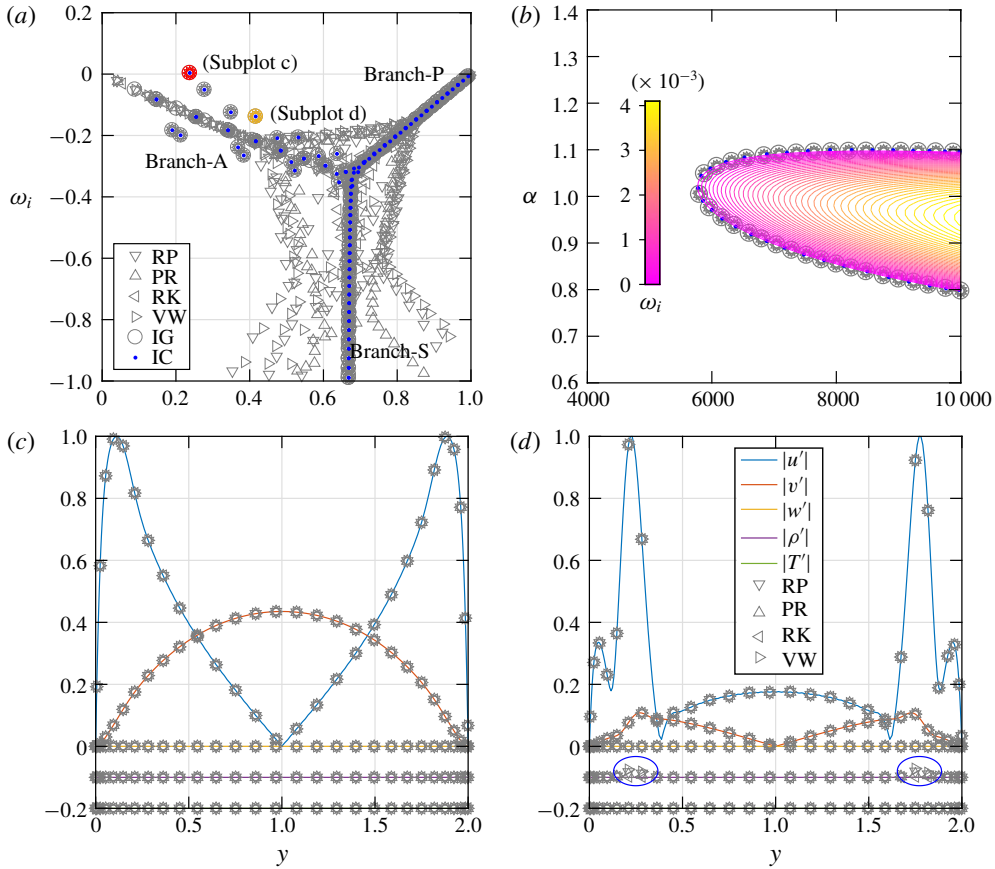 (a)
0
−0.2
−0.4
−0.6
−0.8
−1.0
ωi
(Subplot c)
Branch-P
(Subplot d)
Branch-A
RP
PR
RK
VW
IG
IC
Branch-S
0
0.2
0.4
0.6
0.8
1.0
(b)
1.4
1.3
1.2
1.1
1.0
0.9
0.8
0.7
0.6
α
(× 10−3)
4
3
2
1
0
ωi
4000
6000
8000
10 000
(c)
1.0
0.8
0.6
0.4
0.2
0
−0.2
0
0.5
1.0
1.5
2.0
y
(d)
1.0
0.8
0.6
0.4
0.2
0
−0.2
|u′|
|v′|
|w′|
|ρ′|
|T′|
RP
PR
RK
VW
0
0.5
1.0
1.5
2.0
y